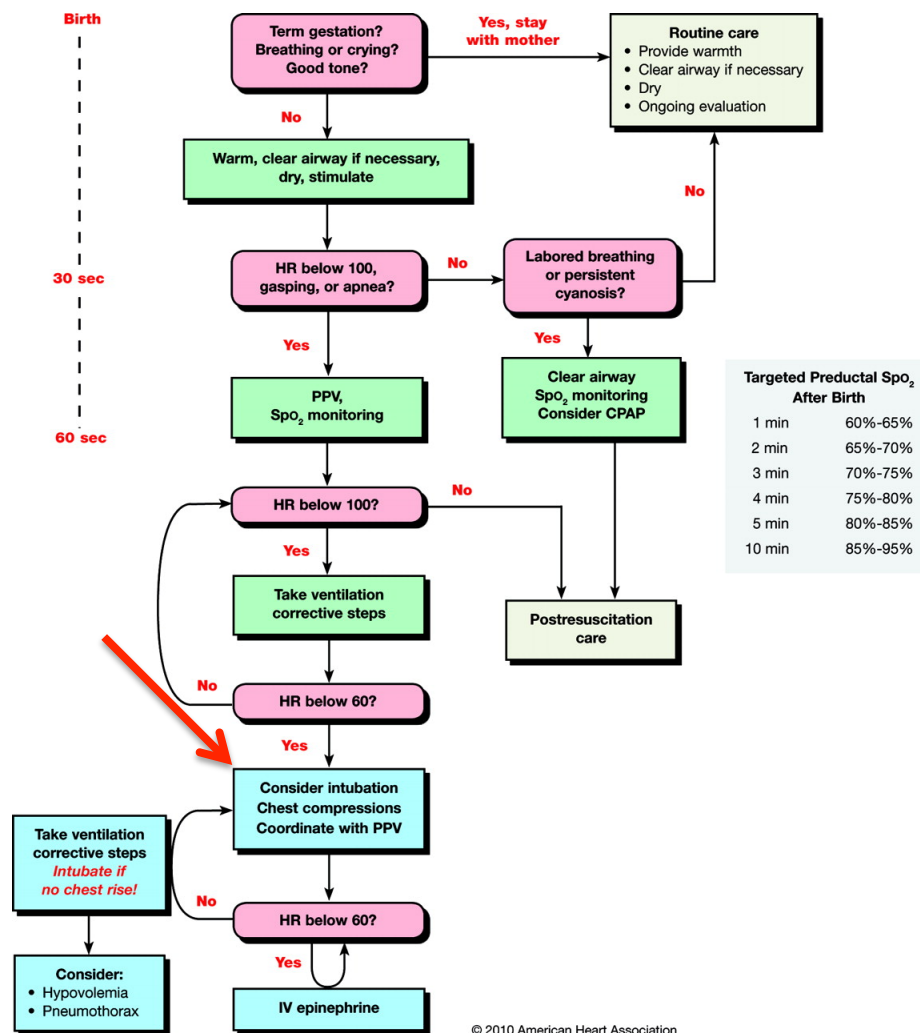 Birth
Term gestation?
Breathing or crying?
Good tone?
Yes, stay
with mother
Routine care
• Provide warmth
• Clear airway if necessary
• Dry
• Ongoing evaluation
No
Warm, clear airway if necessary,
dry, stimulate
No
30 sec
HR below 100,
gasping, or apnea?
No
Labored breathing
or persistent
cyanosis?
Yes
Yes
PPV,
SpO₂ monitoring
Clear airway
SpO₂ monitoring
Consider CPAP
60 sec
Targeted Preductal SpO₂
After Birth
1 min 60%-65%
2 min 65%-70%
3 min 70%-75%
4 min 75%-80%
5 min 80%-85%
10 min 85%-95%
HR below 100?
No
Yes
Take ventilation
corrective steps
Postresuscitation
care
No
HR below 60?
Yes
Consider intubation
Chest compressions
Coordinate with PPV
Take ventilation
corrective steps
Intubate if
no chest rise!
No
HR below 60?
Yes
Consider:
• Hypovolemia
• Pneumothorax
IV epinephrine
© 2010 American Heart Association